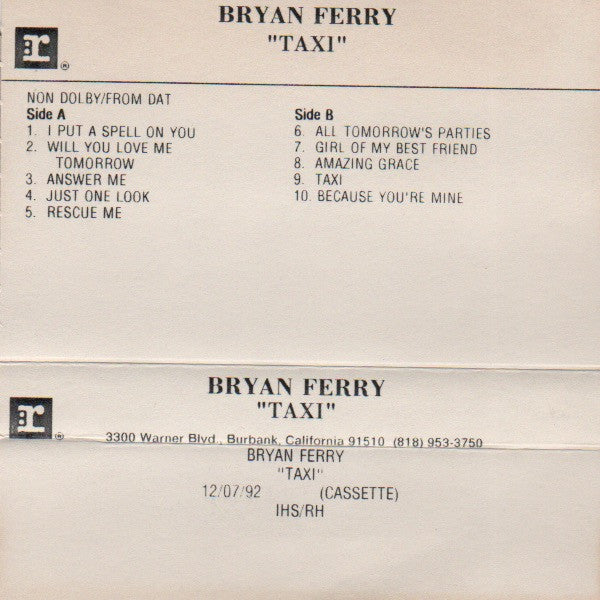 BRYAN FERRY
"TAXI"
NON DOLBY/FROM DAT
Side A
1. I PUT A SPELL ON YOU
2. WILL YOU LOVE ME
TOMORROW
3. ANSWER ME
4. JUST ONE LOOK
5. RESCUE ME
Side B
6. ALL TOMORROW'S PARTIES
7. GIRL OF MY BEST FRIEND
8. AMAZING GRACE
9. TAXI
10. BECAUSE YOU'RE MINE
r ®
BRYAN FERRY
"TAXI"
r ®
3300 Warner Blvd., Burbank, California 91510 (818) 953-3750
BRYAN FERRY
"TAXI"
12/07/92 (CASSETTE)
IHS/RH